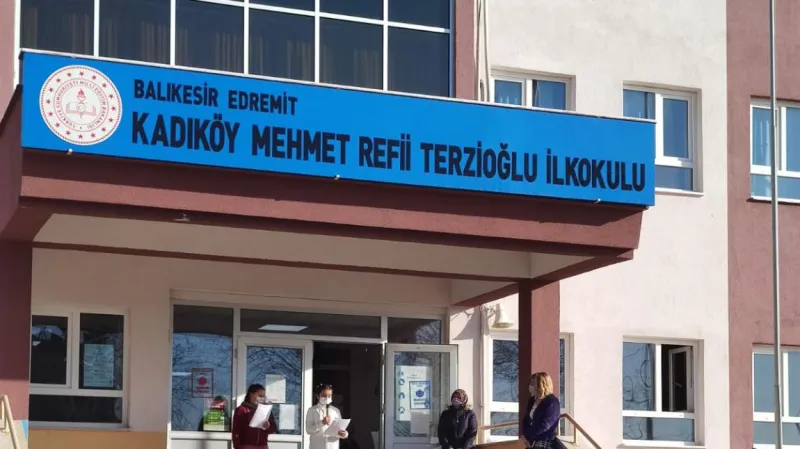 BALIKESİR EDREMİT
KADIKÖY MEHMET REFİİ TERZİOĞLU İLKOKULU